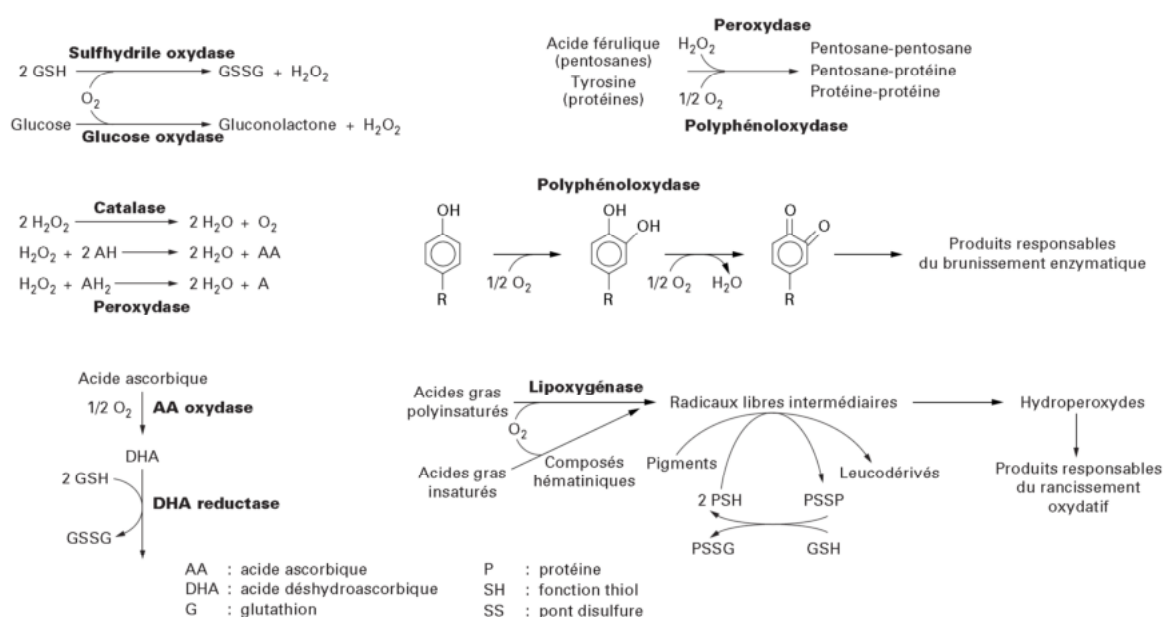 Sulfhydrile oxydase
2 GSH GSSG + H₂O₂
O₂
Glucose Gluconolactone + H₂O₂
Glucose oxydase
Peroxydase
Acide férulique H₂O₂ Pentosane-pentosane
(pentosanes)
Pentosane-protéine
Tyrosine
(protéines) 1/2 O₂ Protéine-protéine
Polyphénoloxydase
Catalase
2 H₂O₂ 2 H₂O + O₂
H₂O₂ + 2 AH 2 H₂O + AA
H₂O₂ + AH₂ 2 H₂O + A
Peroxydase
Polyphénoloxydase
OH OH O
OH O
1/2 O₂ 1/2 O₂ H₂O
R R R
Produits responsables
du brunissement enzymatique
Acide ascorbique
1/2 O₂ AA oxydase
DHA
2 GSH
DHA reductase
GSSG
Lipoxygénase
Acides gras
polyinsaturés
O₂
Radicaux libres intermédiaires
Hydroperoxydes
Acides gras
insaturés
Composés
hématiniques
Pigments
Leucodérivés
2 PSH PSSP
PSSG GSH
Produits responsables
du rancissement
oxydatif
AA : acide ascorbique
DHA : acide déshydroascorbique
G : glutathion
P : protéine
SH : fonction thiol
SS : pont disulfure